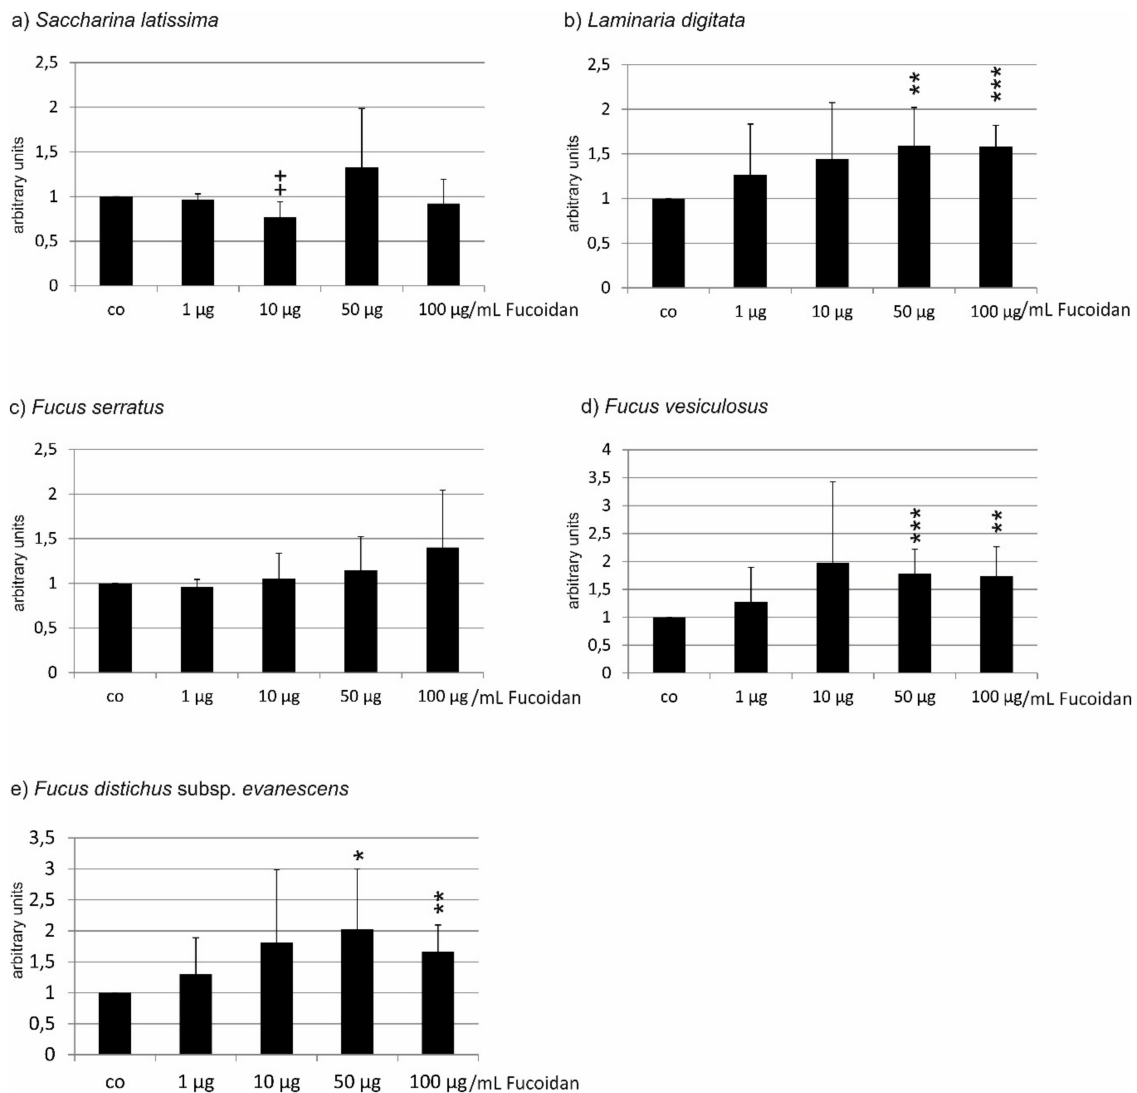 a) Saccharina latissima
2,5
2
1,5
1
0,5
0
arbitrary units
++
co 1 µg 10 µg 50 µg 100 µg/mL Fucoidan
b) Laminaria digitata
2,5
2
1,5
1
0,5
0
arbitrary units
** ***
co 1 µg 10 µg 50 µg 100 µg/mL Fucoidan
c) Fucus serratus
2,5
2
1,5
1
0,5
0
arbitrary units
co 1 µg 10 µg 50 µg 100 µg/mL Fucoidan
d) Fucus vesiculosus
4
3,5
3
2,5
2
1,5
1
0,5
0
arbitrary units
*** **
co 1 µg 10 µg 50 µg 100 µg/mL Fucoidan
e) Fucus distichus subsp. evanescens
3,5
3
2,5
2
1,5
1
0,5
0
arbitrary units
* **
co 1 µg 10 µg 50 µg 100 µg/mL Fucoidan